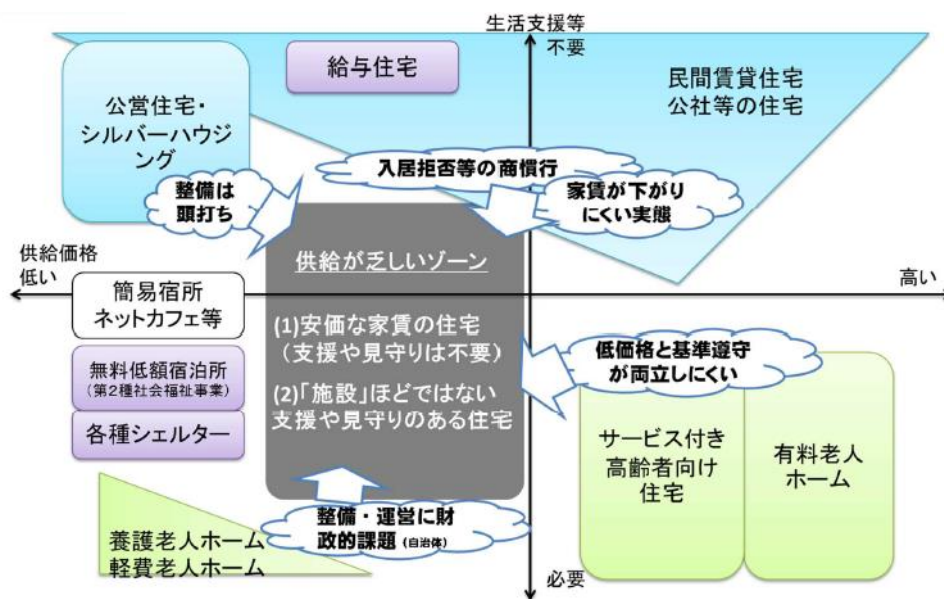 生活支援等
不要
給与住宅
民間賃貸住宅
公社等の住宅
公営住宅・
シルバーハウジ
ング
入居拒否等の商慣行
整備は
頭打ち
家賃が下がり
にくい実態
供給価格
低い
供給が乏しいゾーン
高い
簡易宿所
ネットカフェ等
(1)安価な家賃の住宅
（支援や見守りは不要）
低価格と基準遵守
が両立しにくい
無料低額宿泊所
(第2種社会福祉事業)
(2)「施設」ほどではない
支援や見守りのある住宅
各種シェルター
サービス付き
高齢者向け
住宅
有料老人
ホーム
整備・運営に財
政的課題(自治体)
養護老人ホーム
軽費老人ホーム
必要